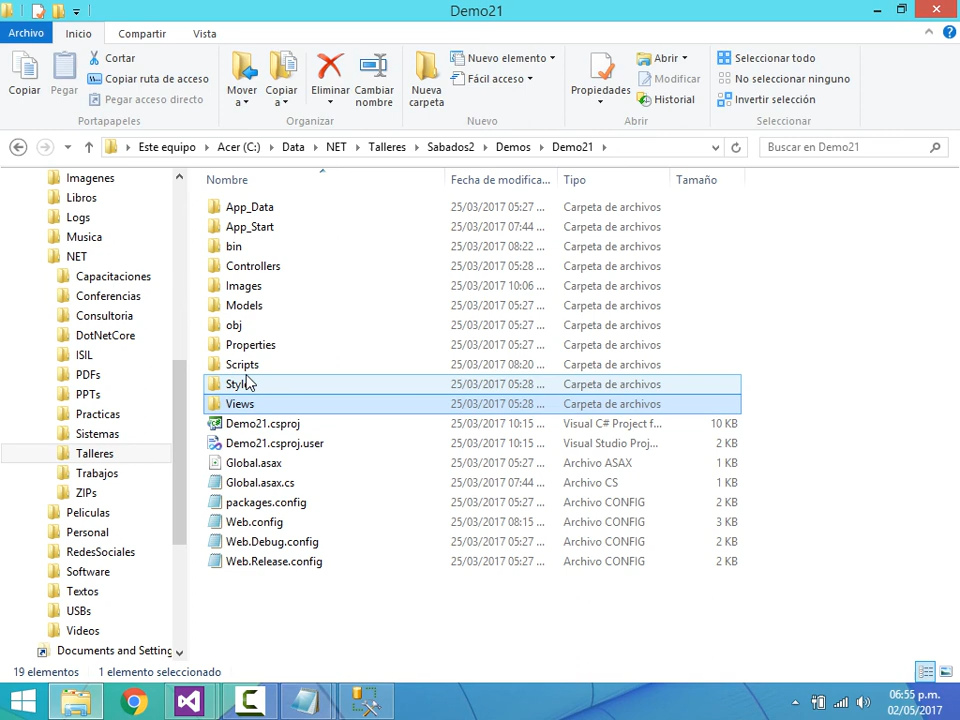 Demo21
Archivo Inicio Compartir Vista
Copiar Pegar Cortar Copiar ruta de acceso Pegar acceso directo
Portapapeles
Mover a Copiar a Eliminar Cambiar nombre
Organizar
Nueva carpeta Nuevo elemento Fácil acceso
Nuevo
Propiedades Abrir Modificar Historial
Abrir
Seleccionar todo No seleccionar ninguno Invertir selección
Seleccionar
Este equipo Acer (C:) Data NET Talleres Sabados2 Demos Demo21 Buscar en Demo21
Imagenes
Libros
Logs
Musica
NET
Capacitaciones
Conferencias
Consultoria
DotNetCore
ISIL
PDFs
PPTs
Practicas
Sistemas
Talleres
Trabajos
ZIPs
Peliculas
Personal
RedesSociales
Software
Textos
USBs
Videos
Documents and Setting
Nombre Fecha de modifica... Tipo Tamaño
App_Data 25/03/2017 05:27 ... Carpeta de archivos
App_Start 25/03/2017 07:44 ... Carpeta de archivos
bin 25/03/2017 08:22 ... Carpeta de archivos
Controllers 25/03/2017 05:28 ... Carpeta de archivos
Images 25/03/2017 10:06 ... Carpeta de archivos
Models 25/03/2017 05:27 ... Carpeta de archivos
obj 25/03/2017 05:27 ... Carpeta de archivos
Properties 25/03/2017 05:27 ... Carpeta de archivos
Scripts 25/03/2017 08:20 ... Carpeta de archivos
25/03/2017 05:28 ... Carpeta de archivos
Views 25/03/2017 05:28 ... Carpeta de archivos
Demo21.csproj 25/03/2017 10:15 ... Visual C# Project f... 10 KB
Demo21.csproj.user 25/03/2017 10:15 ... Visual Studio Proj... 2 KB
Global.asax 25/03/2017 05:27 ... Archivo ASAX 1 KB
Global.asax.cs 25/03/2017 07:44 ... Archivo CS 1 KB
packages.config 25/03/2017 05:27 ... Archivo CONFIG 2 KB
Web.config 25/03/2017 08:15 ... Archivo CONFIG 3 KB
Web.Debug.config 25/03/2017 05:27 ... Archivo CONFIG 2 KB
Web.Release.config 25/03/2017 05:27 ... Archivo CONFIG 2 KB
19 elementos 1 elemento seleccionado
06:55 p.m.
02/05/2017